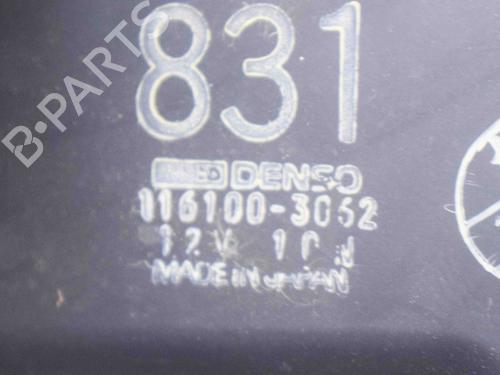 831
DENSO
116100-3062
12V
MADE IN JAPAN
B-PARTS